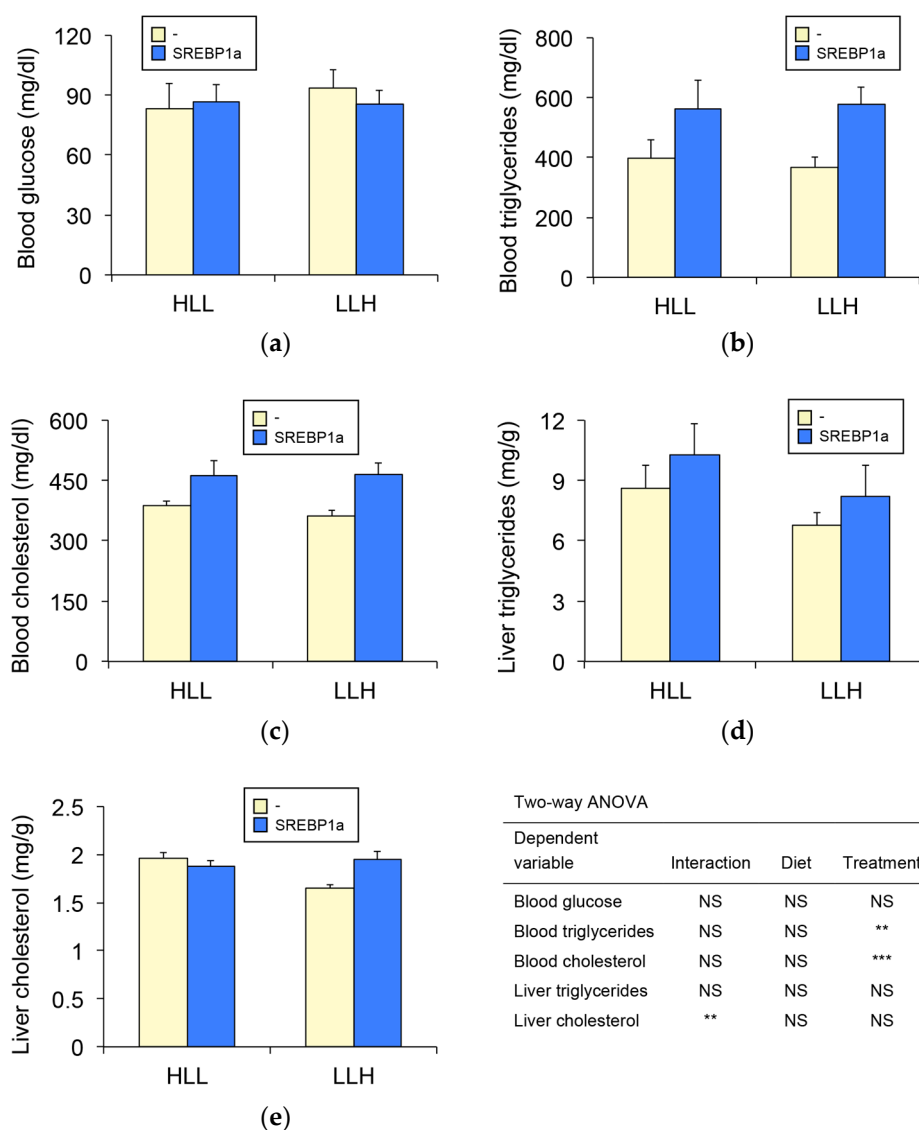 -
SREBP1a
Blood glucose (mg/dl)
120
90
60
30
0
HLL LLH
(a)
-
SREBP1a
Blood triglycerides (mg/dl)
800
600
400
200
0
HLL LLH
(b)
-
SREBP1a
Blood cholesterol (mg/dl)
600
450
300
150
0
HLL LLH
(c)
-
SREBP1a
Liver triglycerides (mg/g)
12
9
6
3
0
HLL LLH
(d)
-
SREBP1a
Liver cholesterol (mg/g)
2.5
2
1.5
1
0.5
0
HLL LLH
(e)
Two-way ANOVA
Dependent
variable Interaction Diet Treatment
Blood glucose NS NS NS
Blood triglycerides NS NS **
Blood cholesterol NS NS ***
Liver triglycerides NS NS NS
Liver cholesterol ** NS NS